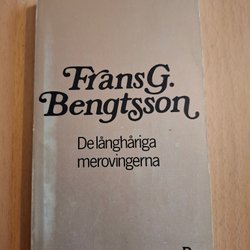 Frans G.
Bengtsson
De långhåriga
merovingerna